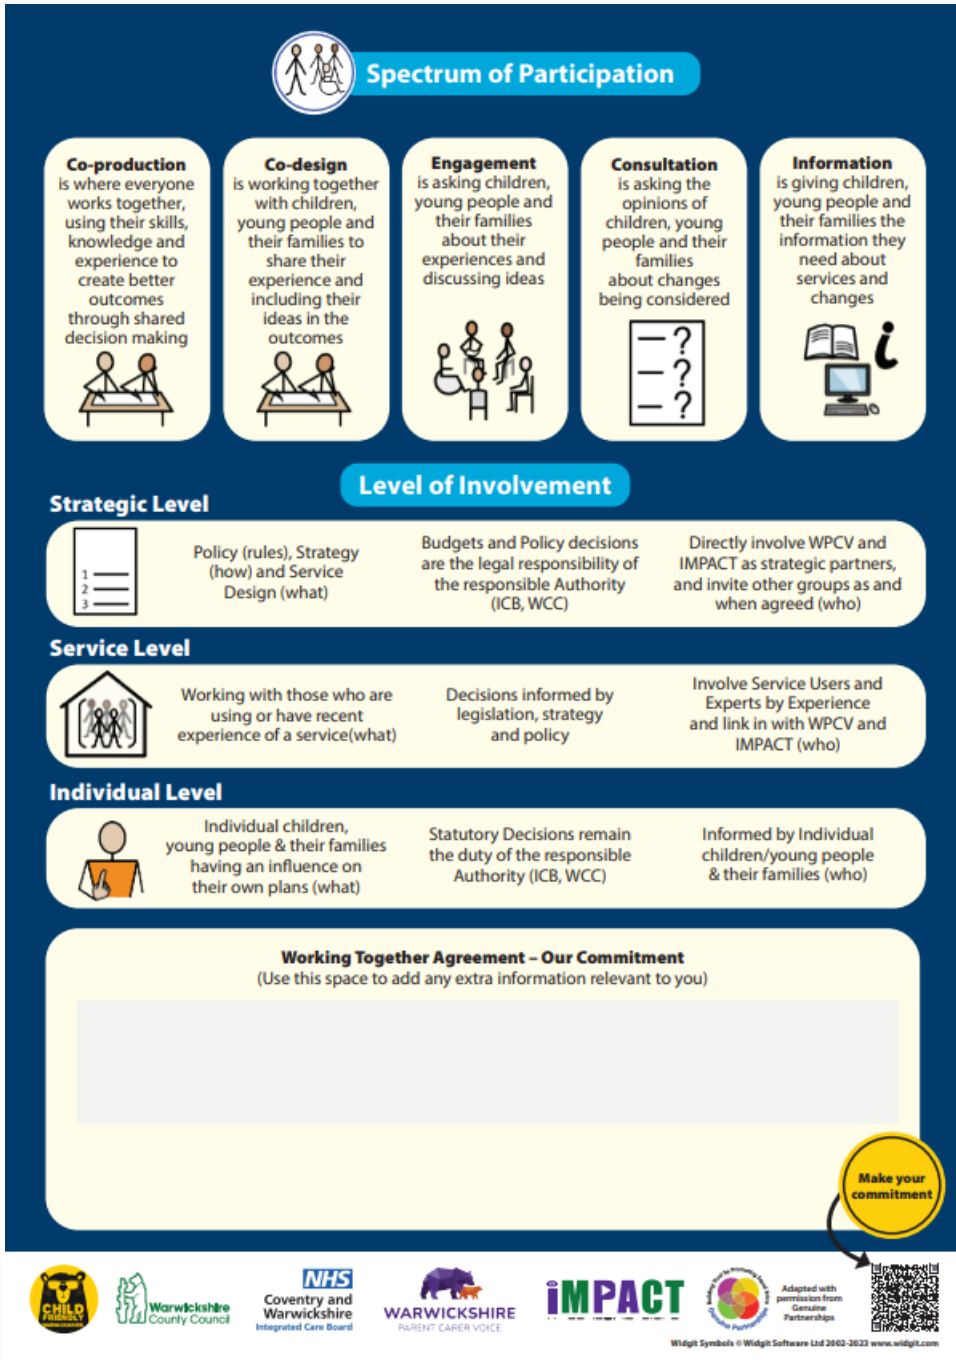 Spectrum of Participation
Co-production
is where everyone
works together,
using their skills,
knowledge and
experience to
create better
outcomes
through shared
decision making
Co-design
is working together
with children,
young people and
their families to
share their
experience and
including their
ideas in the
outcomes
Engagement
is asking children,
young people and
their families
about their
experiences and
discussing ideas
Consultation
is asking the
opinions of
children, young
people and their
families
about changes
being considered
Information
is giving children,
young people and
their families the
information they
need about
services and
changes
Level of Involvement
Strategic Level
1
2
3
Policy (rules), Strategy
(how) and Service
Design (what)
Budgets and Policy decisions
are the legal responsibility of
the responsible Authority
(ICB, WCC)
Directly involve WPCV and
IMPACT as strategic partners,
and invite other groups as and
when agreed (who)
Service Level
Working with those who are
using or have recent
experience of a service(what)
Decisions informed by
legislation, strategy
and policy
Involve Service Users and
Experts by Experience
and link in with WPCV and
IMPACT (who)
Individual Level
Individual children,
young people & their families
having an influence on
their own plans (what)
Statutory Decisions remain
the duty of the responsible
Authority (ICB, WCC)
Informed by Individual
children/young people
& their families (who)
Working Together Agreement – Our Commitment
(Use this space to add any extra information relevant to you)
Make your
commitment
CHILD
FRIENDLY
Warwickshire
County Council
NHS
Coventry and
Warwickshire
Integrated Care Board
WARWICKSHIRE
PARENT CARER VOICE
iMPACT
Genuine Partnerships
Adapted with
permission from
Genuine
Partnerships
Widgit Symbols © Widgit Software Ltd 2002-2023 www.widgit.com